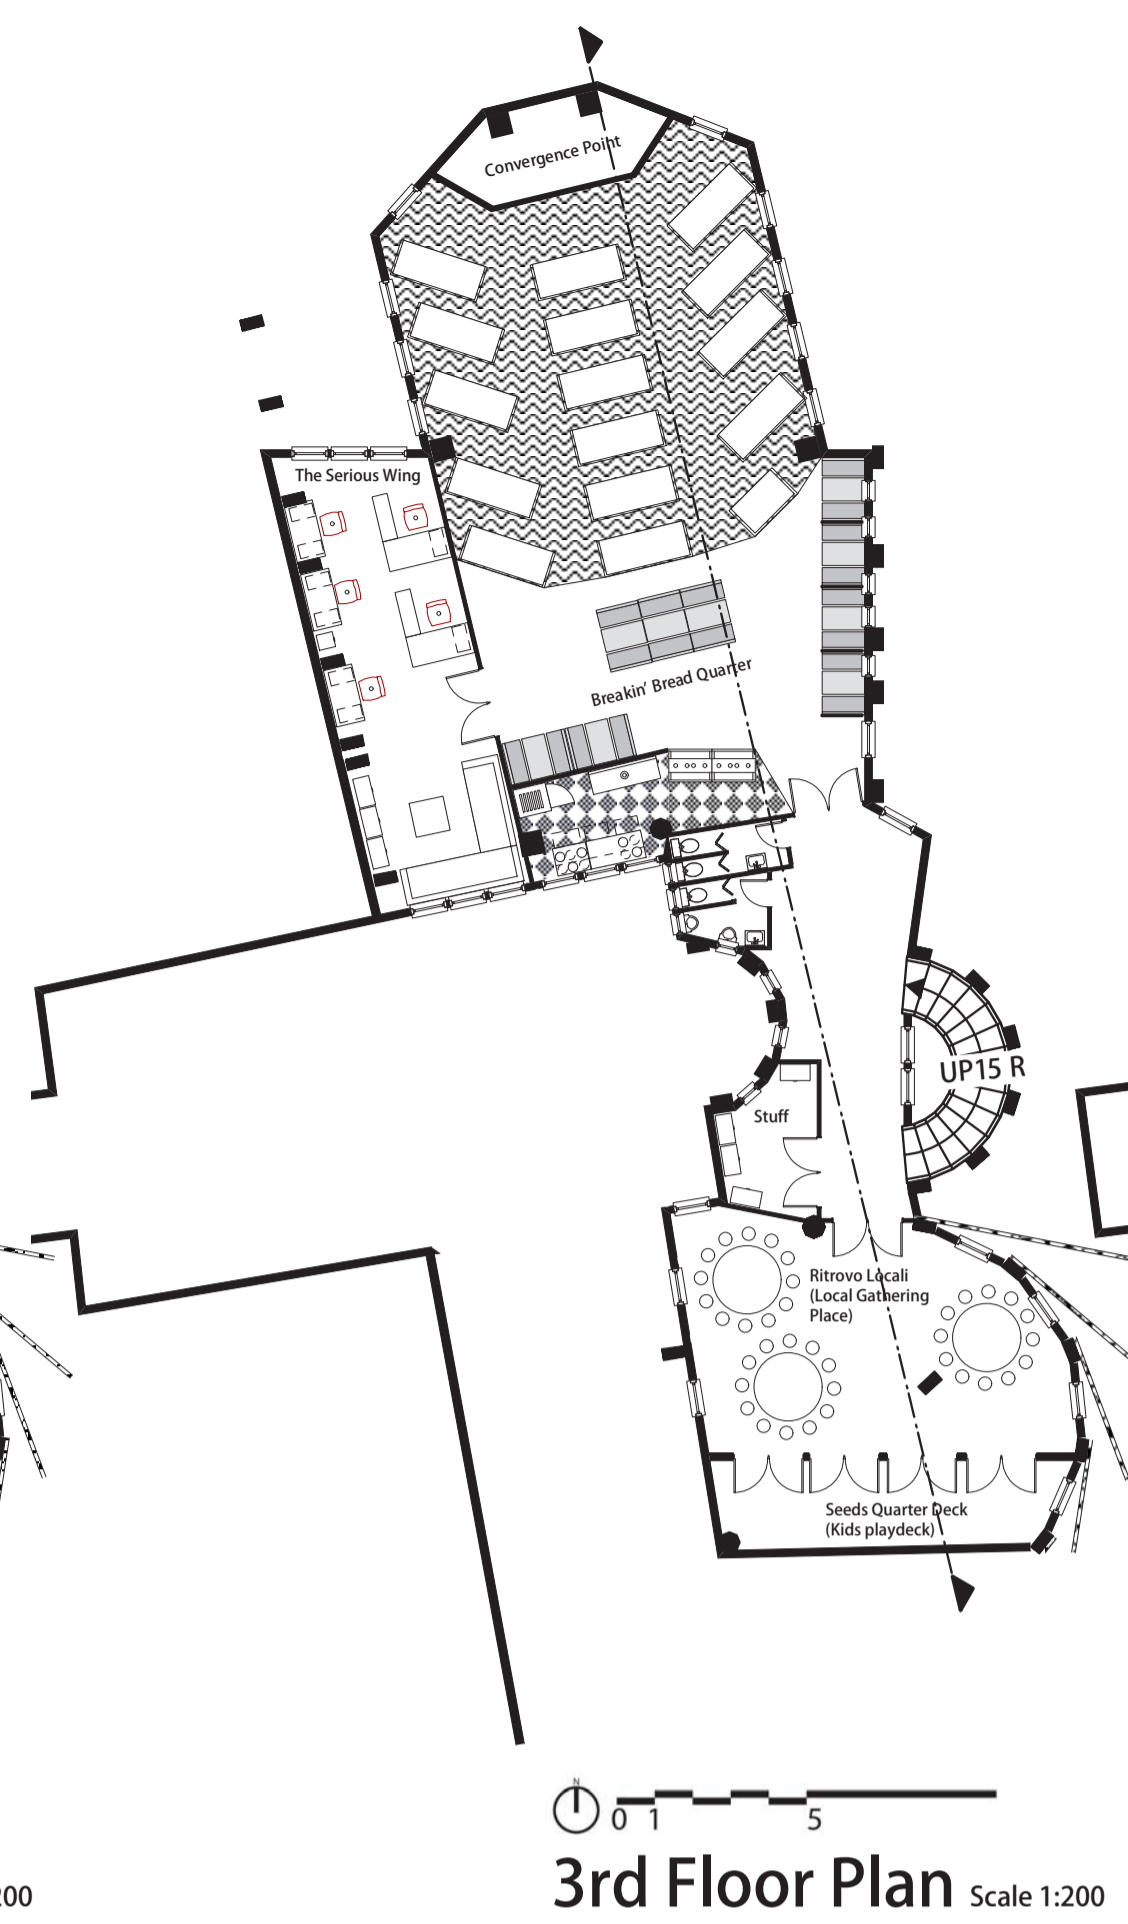 Convergence Point
The Serious Wing
Breakin' Bread Quarter
UP15 R
Stuff
Ritrovo Locali
(Local Gathering
Place)
Seeds Quarter Deck
(Kids playdeck)
N
0 1 5
3rd Floor Plan Scale 1:200
:200